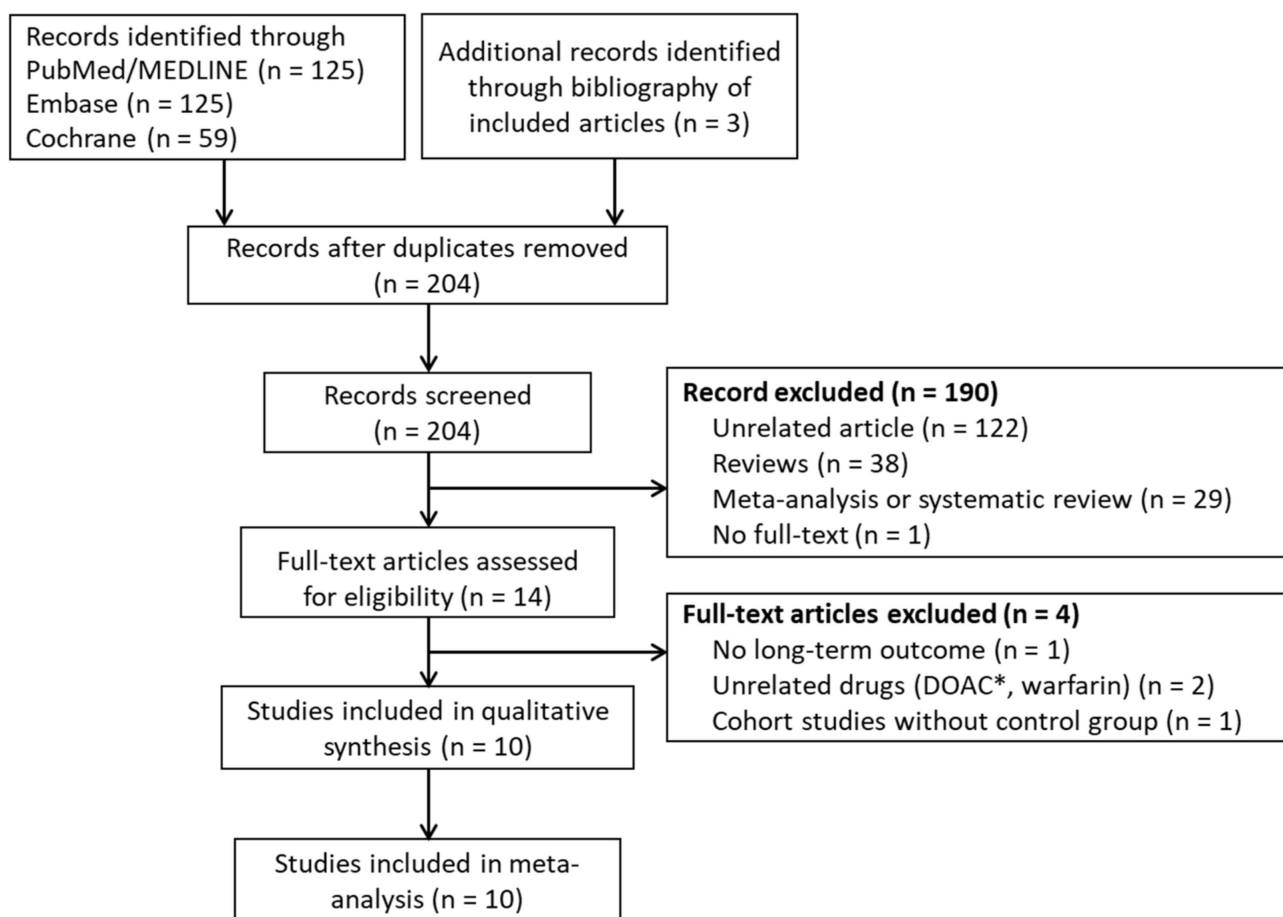 Records identified through
PubMed/MEDLINE (n = 125)
Embase (n = 125)
Cochrane (n = 59)
Additional records identified
through bibliography of
included articles (n = 3)
Records after duplicates removed
(n = 204)
Records screened
(n = 204)
Record excluded (n = 190)
Unrelated article (n = 122)
Reviews (n = 38)
Meta-analysis or systematic review (n = 29)
No full-text (n = 1)
Full-text articles assessed
for eligibility (n = 14)
Full-text articles excluded (n = 4)
No long-term outcome (n = 1)
Unrelated drugs (DOAC*, warfarin) (n = 2)
Cohort studies without control group (n = 1)
Studies included in qualitative
synthesis (n = 10)
Studies included in meta-
analysis (n = 10)